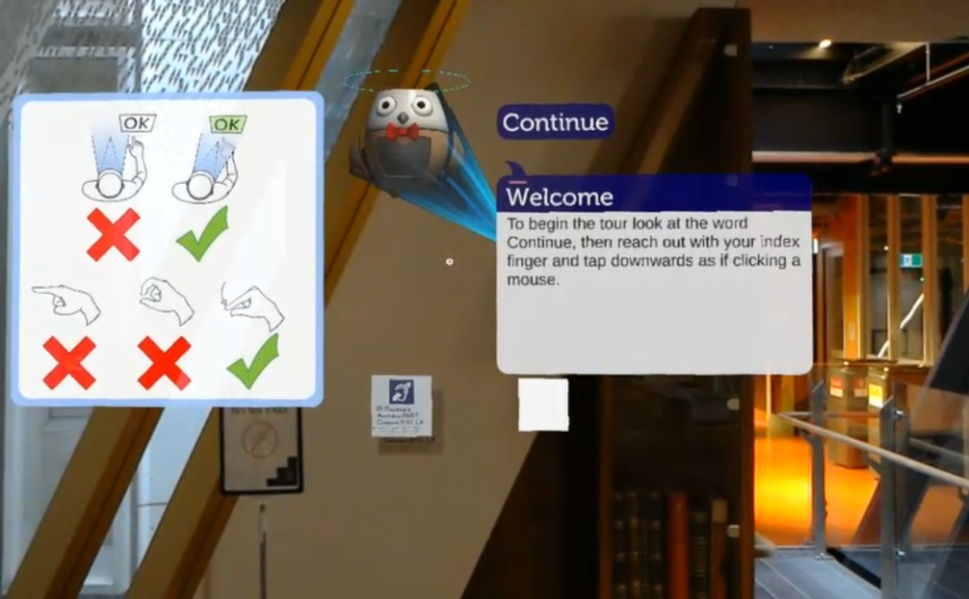 OK
OK
Continue
Welcome
To begin the tour look at the word
Continue, then reach out with your index
finger and tap downwards as if clicking a
mouse.